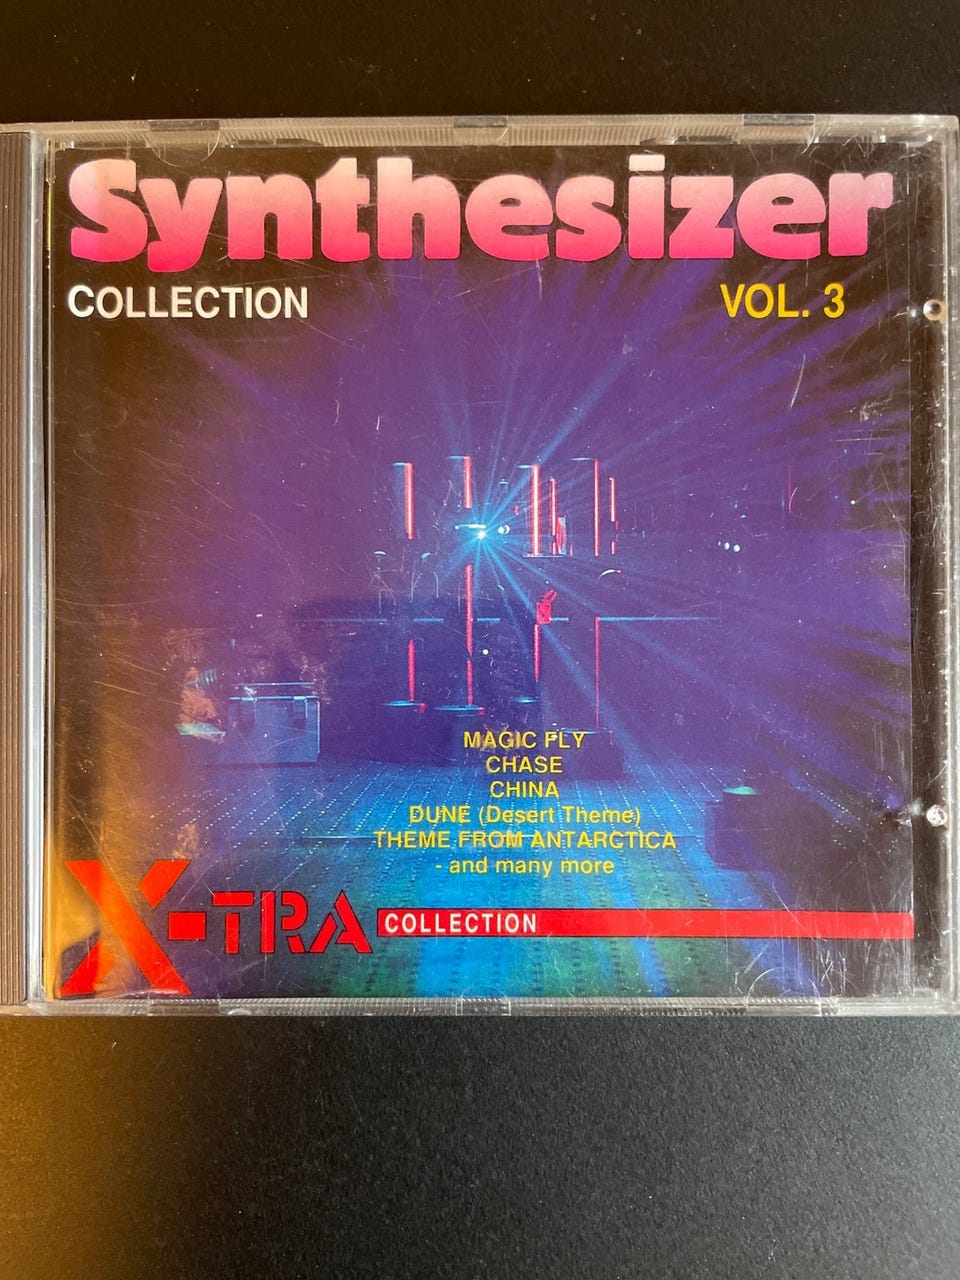 Synthesizer
COLLECTION VOL. 3
MAGIC FLY
CHASE
CHINA
DUNE (Desert Theme)
THEME FROM ANTARCTICA
- and many more
X-TRA COLLECTION